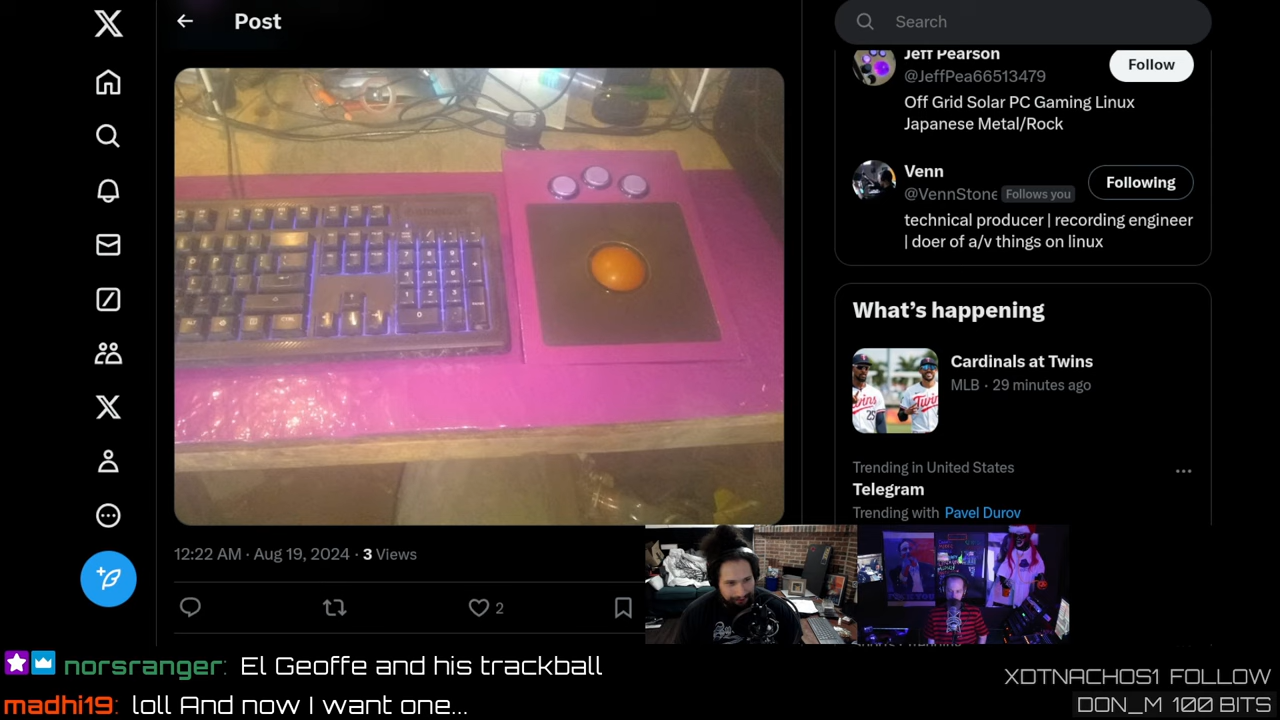 Post
Search
Jeff Pearson
@JeffPea66513479
Follow
Off Grid Solar PC Gaming Linux
Japanese Metal/Rock
Venn
@VennStone Follows you
Following
technical producer | recording engineer
| doer of a/v things on linux
What's happening
Cardinals at Twins
MLB · 29 minutes ago
Trending in United States
Telegram
Trending with Pavel Durov
12:22 AM · Aug 19, 2024 · 3 Views
2
norsranger: El Geoffe and his trackball
madhi19: loll And now I want one...
XDTNACHOS1 FOLLOW
DON_M 100 BITS